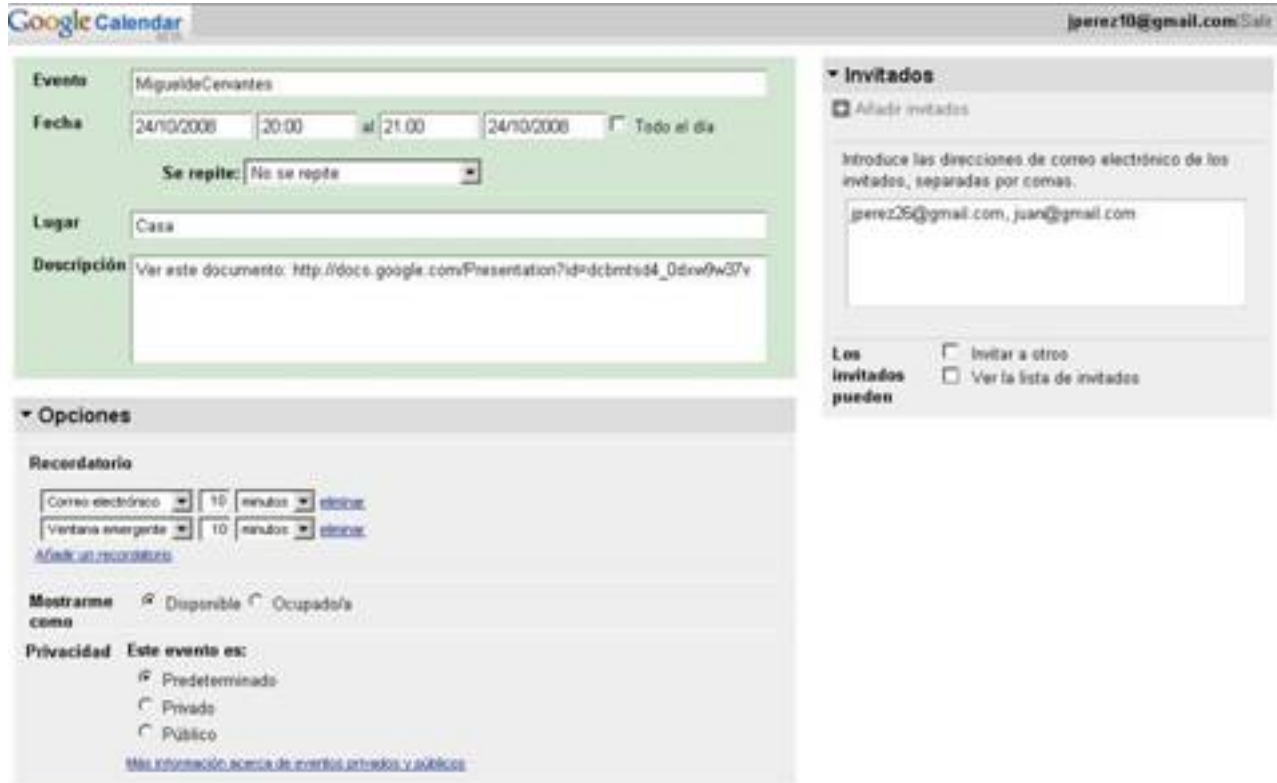 Google Calendar
BETA
jperez10@gmail.com|Salir
Evento MigueldeCervantes
Fecha 24/10/2008 20:00 al 21:00 24/10/2008 Todo el día
Se repite: No se repite
Lugar Casa
Descripción Ver este documento: http://docs.google.com/Presentation?id=dcbmtsd4_0dxw9w37v
Opciones
Recordatorio
Correo electrónico 10 minutos eliminar
Ventana emergente 10 minutos eliminar
Añadir un recordatorio
Mostrarme como Disponible Ocupado/a
Privacidad Este evento es:
Predeterminado
Privado
Público
Más información acerca de eventos privados y públicos
Invitados
Añadir invitados
Introduce las direcciones de correo electrónico de los
invitados, separadas por comas.
jperez26@gmail.com, juan@gmail.com
Los invitados pueden
Invitar a otros
Ver la lista de invitados